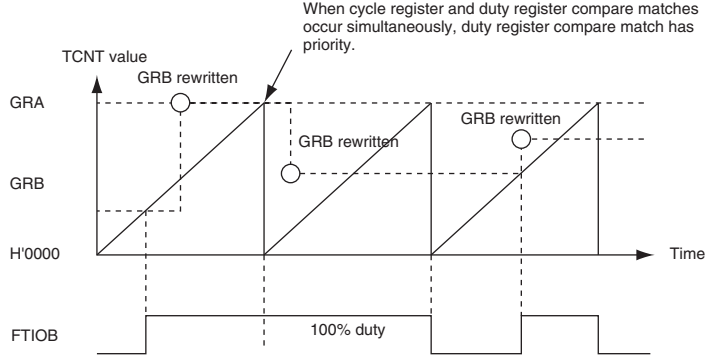 When cycle register and duty register compare matches
occur simultaneously, duty register compare match has
priority.
TCNT value
GRB rewritten
GRA
GRB rewritten
GRB rewritten
GRB
H'0000
Time
FTIOB
100% duty